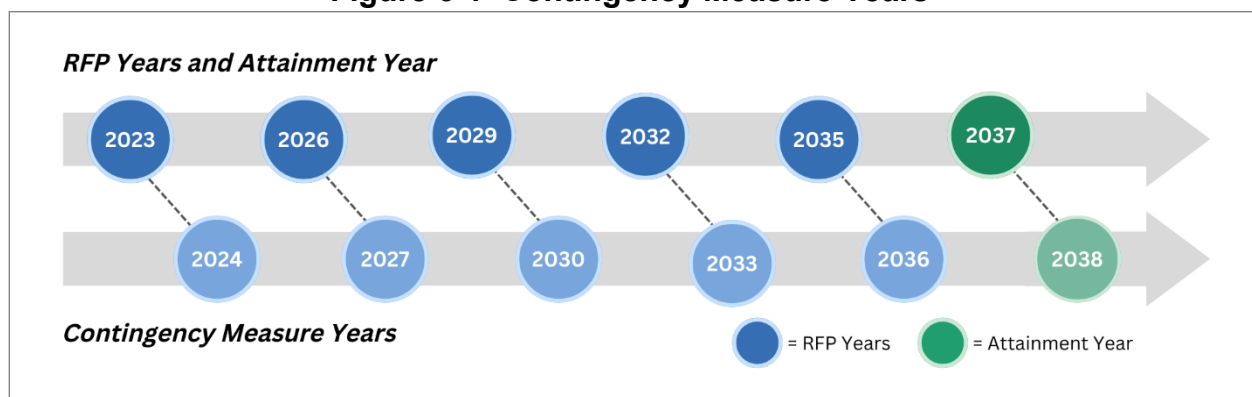 RFP Years and Attainment Year
2023 2026 2029 2032 2035 2037
2024 2027 2030 2033 2036 2038
Contingency Measure Years
= RFP Years = Attainment Year